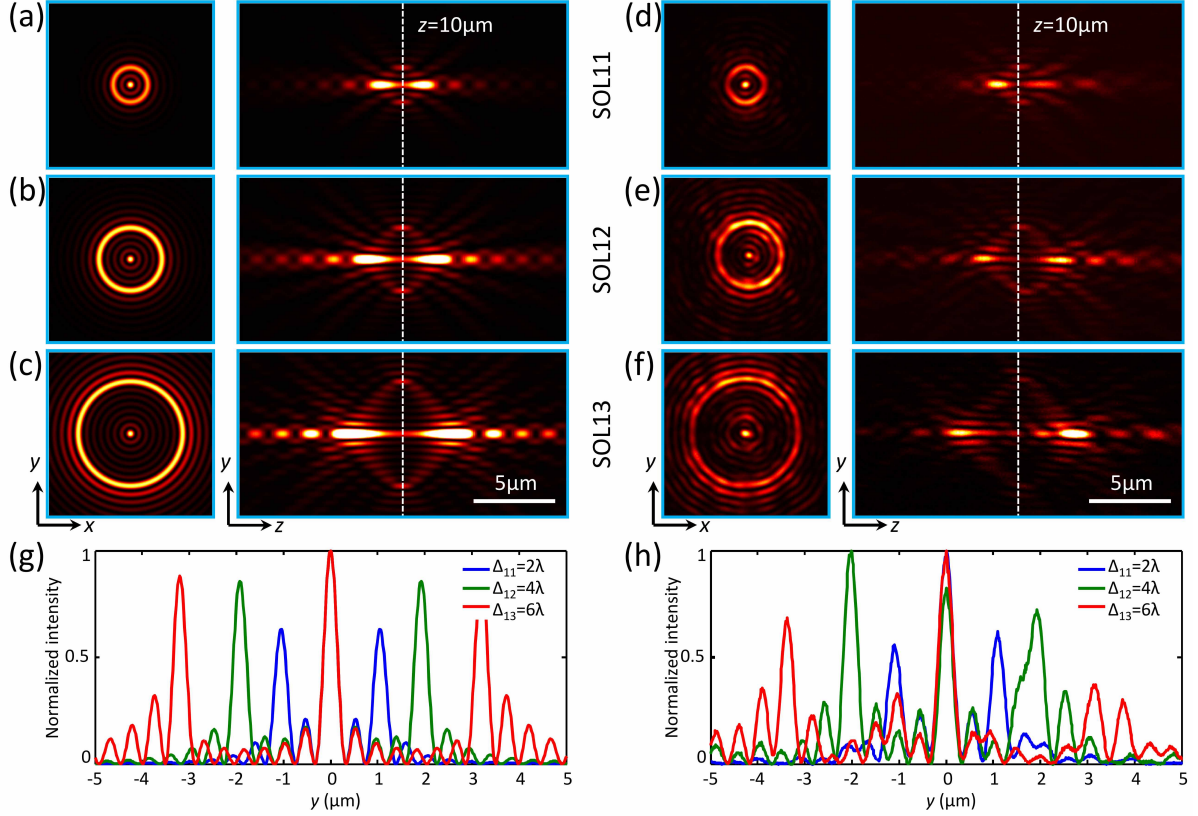 (a)
z=10μm
SOL11
(d)
z=10μm
(b)
SOL12
(e)
(c)
y
x
y
z
5μm
SOL13
(f)
y
x
y
z
5μm
(g)
Normalized intensity
1
0.5
0
Δ₁₁=2λ
Δ₁₂=4λ
Δ₁₃=6λ
-5 -4 -3 -2 -1 0 1 2 3 4 5
y (μm)
(h)
Normalized intensity
1
0.5
0
Δ₁₁=2λ
Δ₁₂=4λ
Δ₁₃=6λ
-5 -4 -3 -2 -1 0 1 2 3 4 5
y (μm)